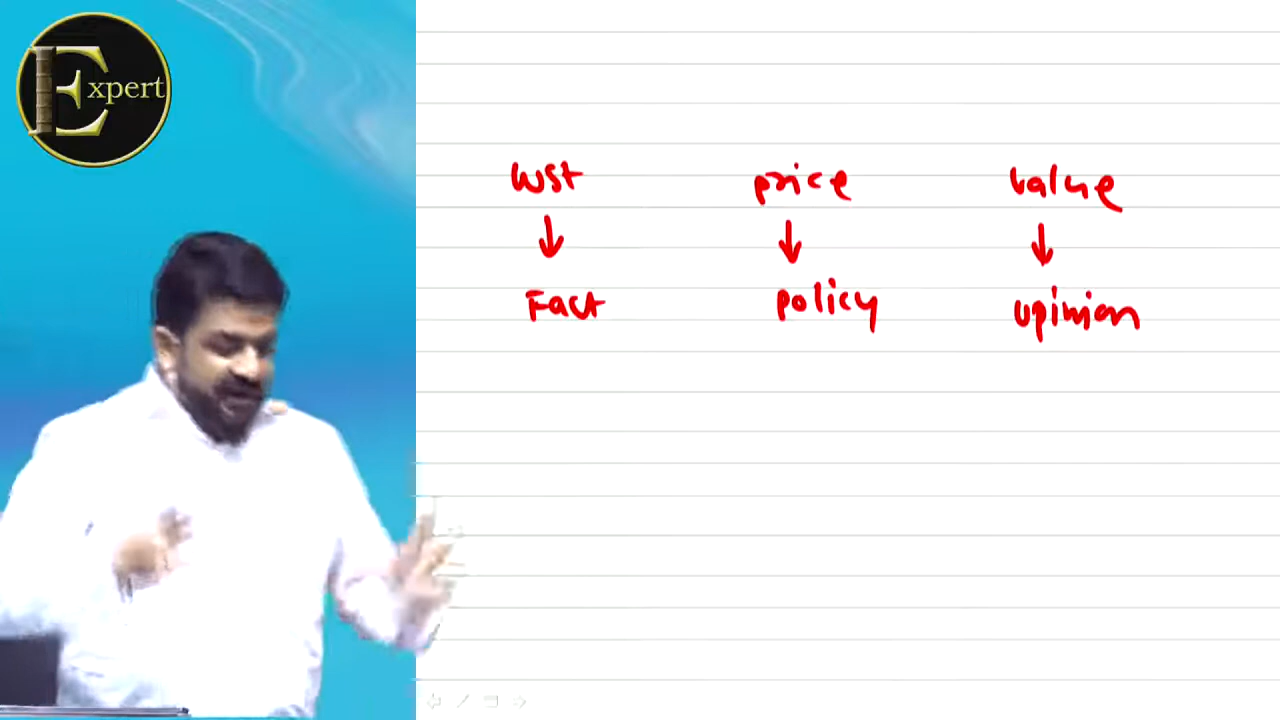 Expert
Cost price value
↓ ↓ ↓
Fact policy opinion